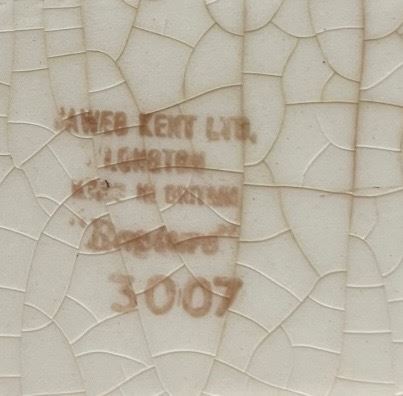 JAMES KENT LTD.
LONGTON
MADE IN BRITAIN
3007